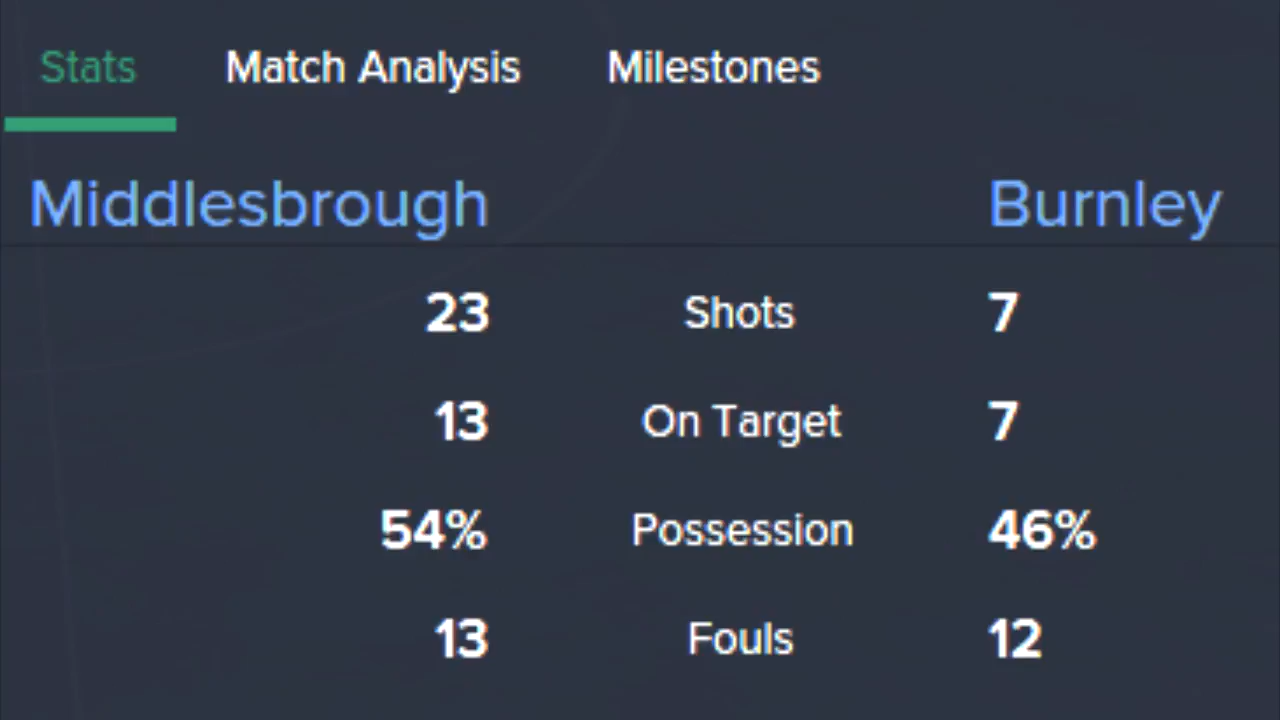 Stats Match Analysis Milestones
Middlesbrough Burnley
23 Shots 7
13 On Target 7
54% Possession 46%
13 Fouls 12